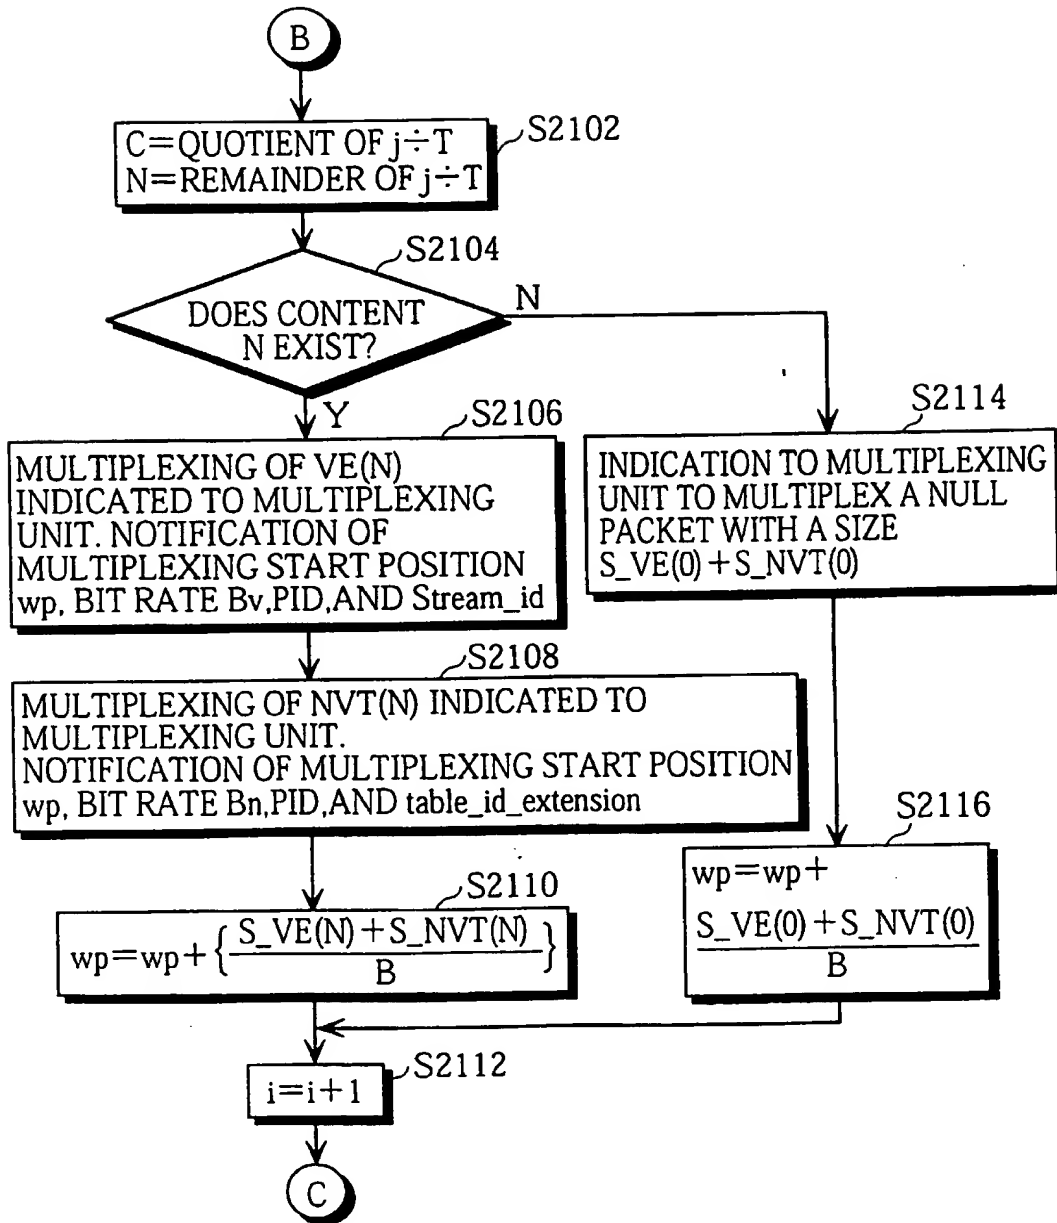 B
S2102
C=QUOTIENT OF j÷T
N=REMAINDER OF j÷T
S2104
DOES CONTENT
N EXIST?
N
Y
S2106
MULTIPLEXING OF VE(N)
INDICATED TO MULTIPLEXING
UNIT. NOTIFICATION OF
MULTIPLEXING START POSITION
wp, BIT RATE Bv,PID,AND Stream_id
S2114
INDICATION TO MULTIPLEXING
UNIT TO MULTIPLEX A NULL
PACKET WITH A SIZE
S_VE(0)+S_NVT(0)
S2108
MULTIPLEXING OF NVT(N) INDICATED TO
MULTIPLEXING UNIT.
NOTIFICATION OF MULTIPLEXING START POSITION
wp, BIT RATE Bn,PID,AND table_id_extension
S2116
wp=wp+
S_VE(0)+S_NVT(0)
B
S2110
wp=wp+{S_VE(N)+S_NVT(N)}
B
S2112
i=i+1
C